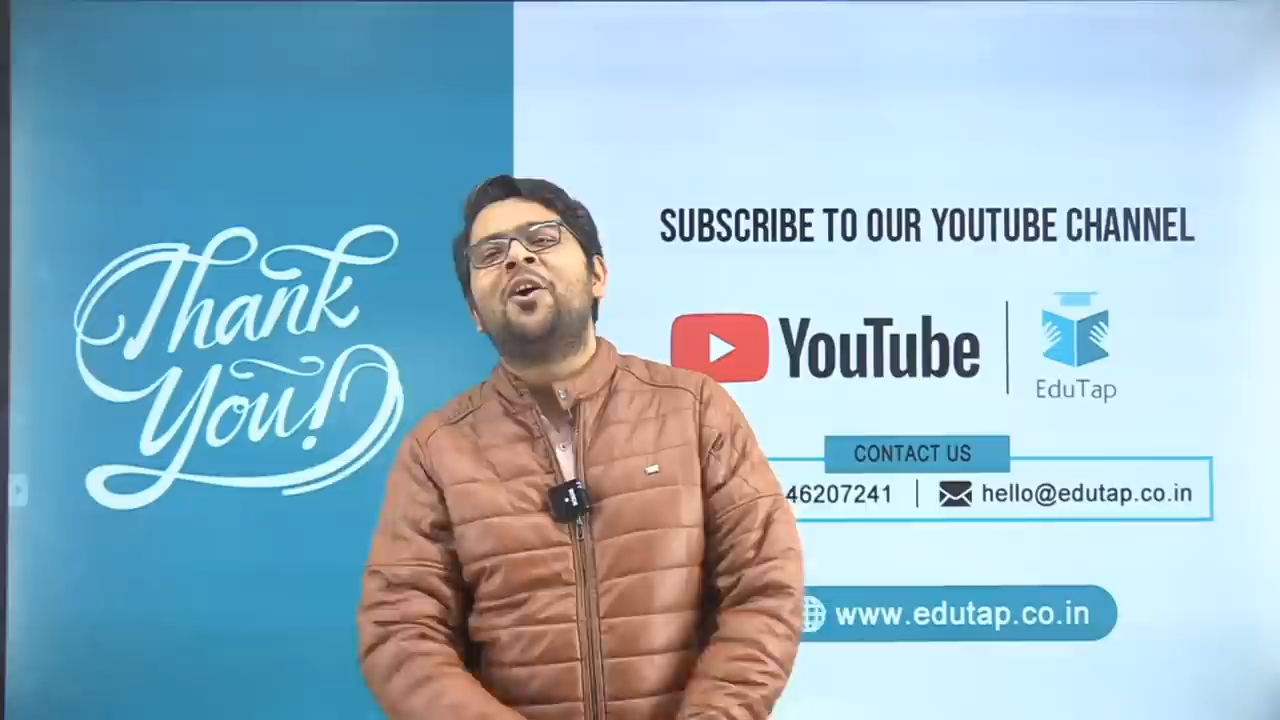 Thank
You!
SUBSCRIBE TO OUR YOUTUBE CHANNEL
YouTube
EduTap
CONTACT US
46207241 | hello@edutap.co.in
www.edutap.co.in